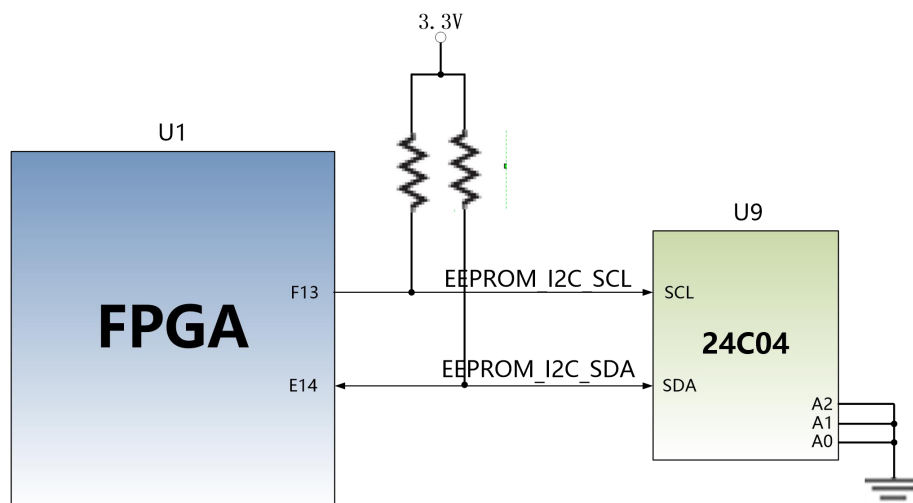 3.3V
U1
U9
EEPROM_I2C_SCL
F13
SCL
FPGA
24C04
EEPROM_I2C_SDA
E14
SDA
A2
A1
A0